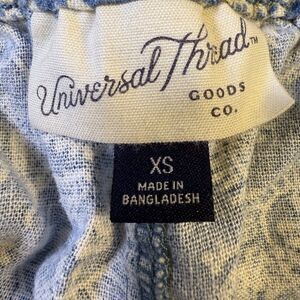 Universal Thread™
GOODS
CO.
XS
MADE IN
BANGLADESH